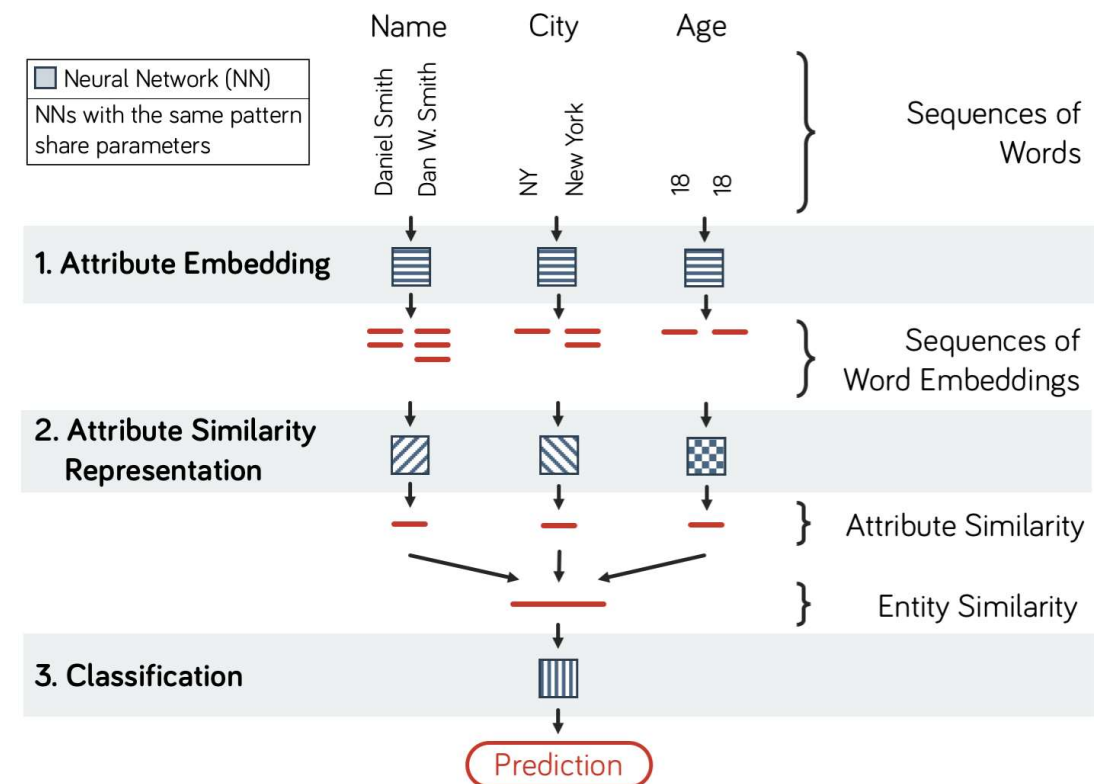 Name
City
Age
Neural Network (NN)
NNs with the same pattern
share parameters
Daniel Smith
Dan W. Smith
NY
New York
18
18
Sequences of
Words
1. Attribute Embedding
Sequences of
Word Embeddings
2. Attribute Similarity
Representation
Attribute Similarity
Entity Similarity
3. Classification
Prediction